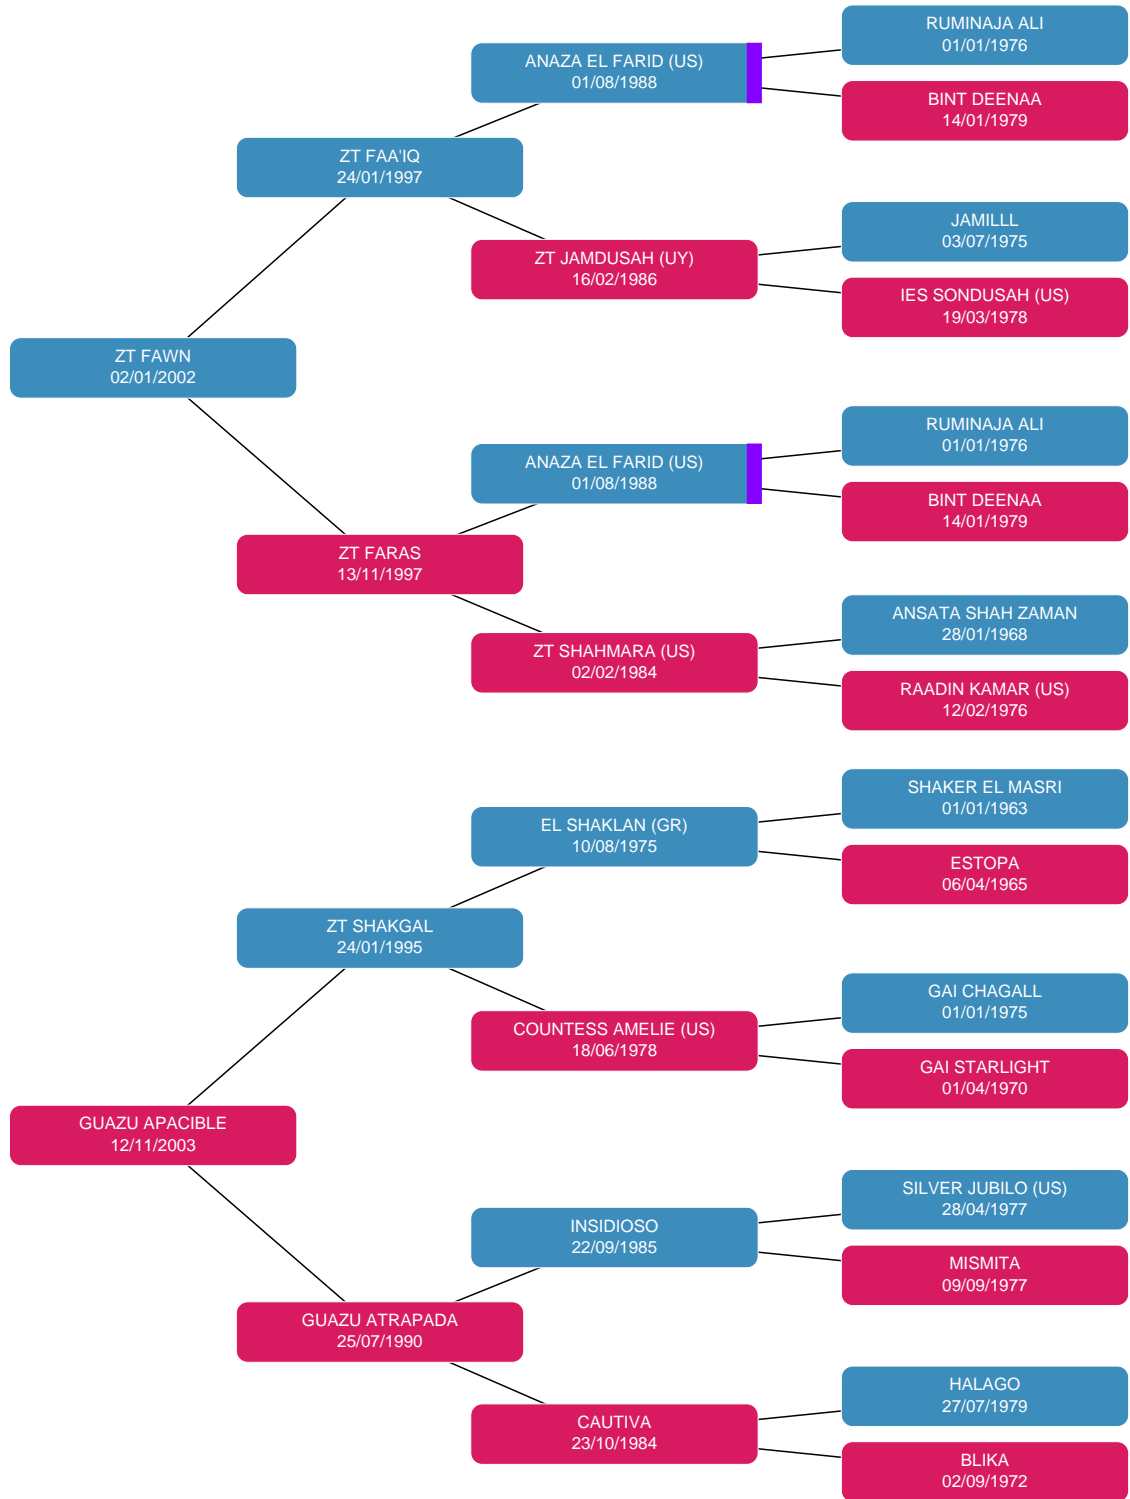 RUMINAJA ALI
01/01/1976
ANAZA EL FARID (US)
01/08/1988
BINT DEENAA
14/01/1979
ZT FAA'IQ
24/01/1997
JAMILLL
03/07/1975
ZT JAMDUSAH (UY)
16/02/1986
IES SONDUSAH (US)
19/03/1978
ZT FAWN
02/01/2002
RUMINAJA ALI
01/01/1976
ANAZA EL FARID (US)
01/08/1988
BINT DEENAA
14/01/1979
ZT FARAS
13/11/1997
ANSATA SHAH ZAMAN
28/01/1968
ZT SHAHMARA (US)
02/02/1984
RAADIN KAMAR (US)
12/02/1976
SHAKER EL MASRI
01/01/1963
EL SHAKLAN (GR)
10/08/1975
ESTOPA
06/04/1965
ZT SHAKGAL
24/01/1995
GAI CHAGALL
01/01/1975
COUNTESS AMELIE (US)
18/06/1978
GAI STARLIGHT
01/04/1970
GUAZU APACIBLE
12/11/2003
SILVER JUBILO (US)
28/04/1977
INSIDIOSO
22/09/1985
MISMITA
09/09/1977
GUAZU ATRAPADA
25/07/1990
HALAGO
27/07/1979
CAUTIVA
23/10/1984
BLIKA
02/09/1972